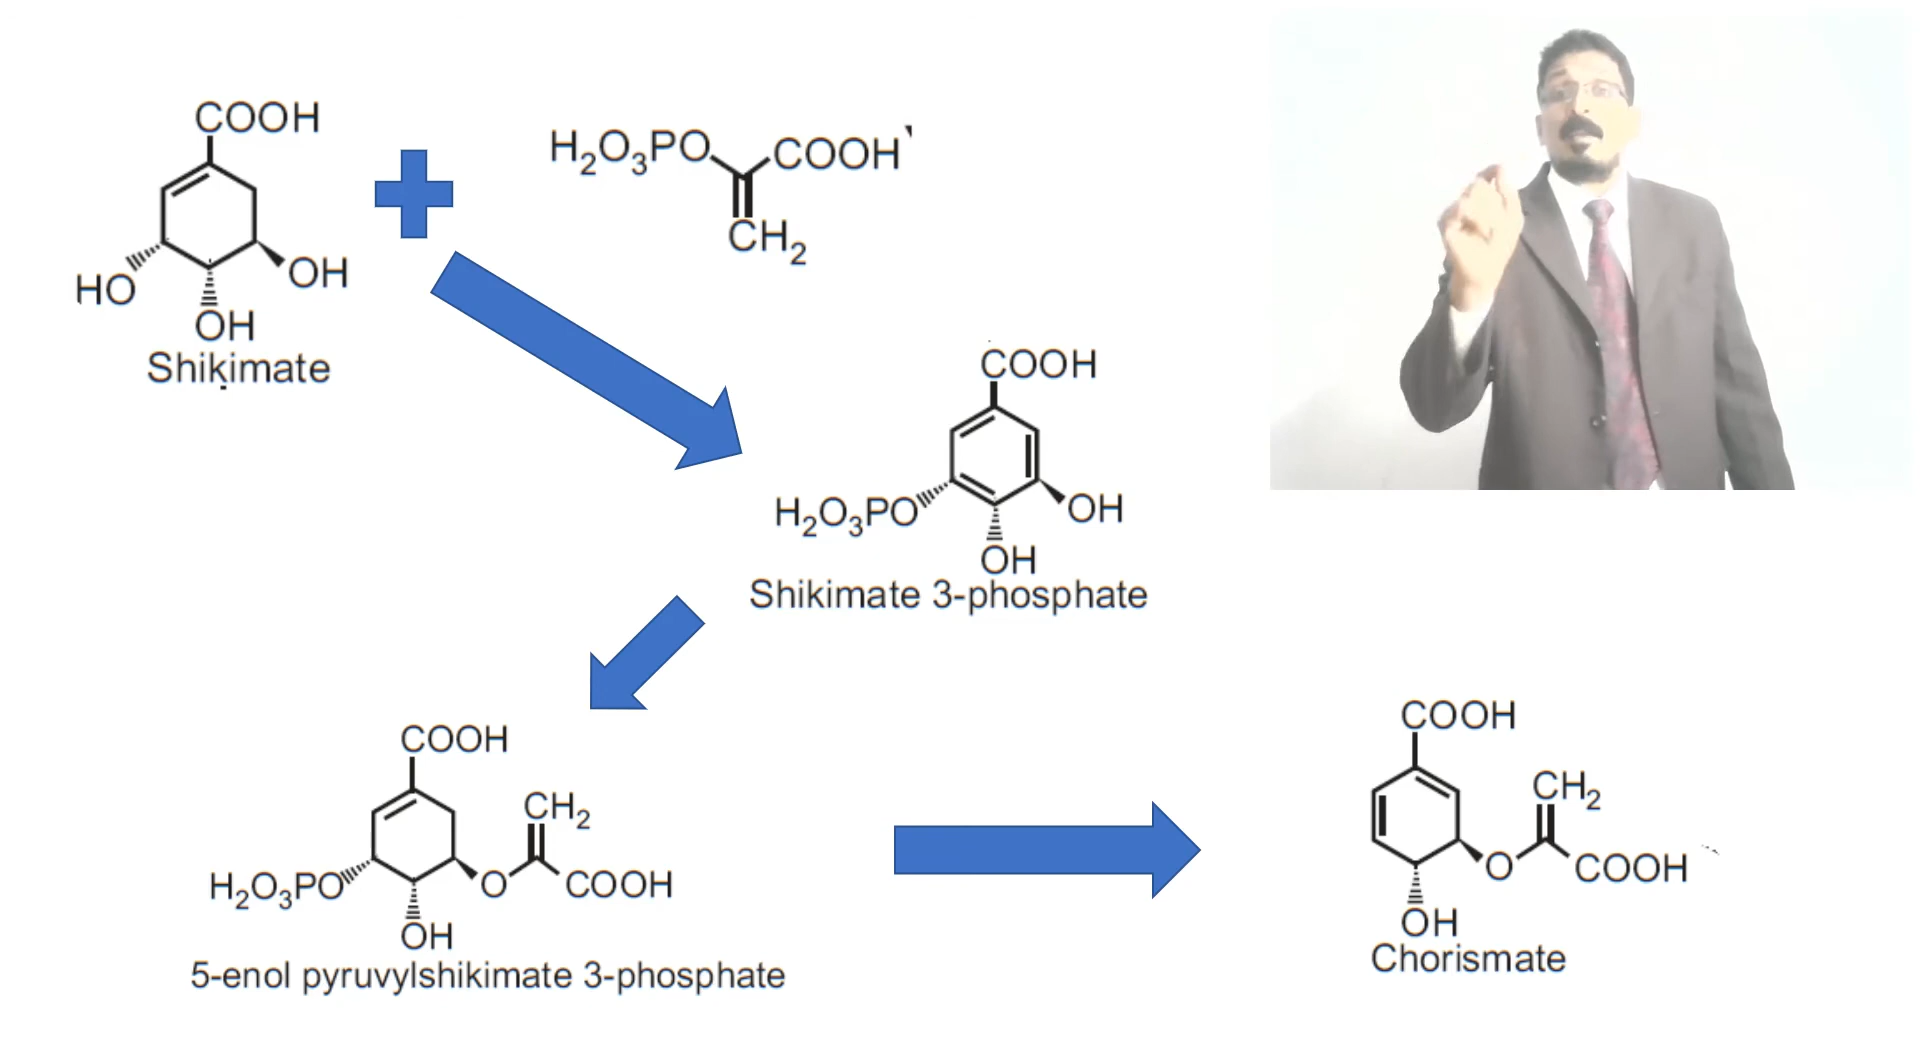 COOH
HO
OH
OH
Shikimate
H₂O₃PO
COOH
CH₂
COOH
H₂O₃PO
OH
OH
Shikimate 3-phosphate
COOH
CH₂
H₂O₃PO
O
COOH
OH
5-enol pyruvylshikimate 3-phosphate
COOH
CH₂
O
COOH
OH
Chorismate